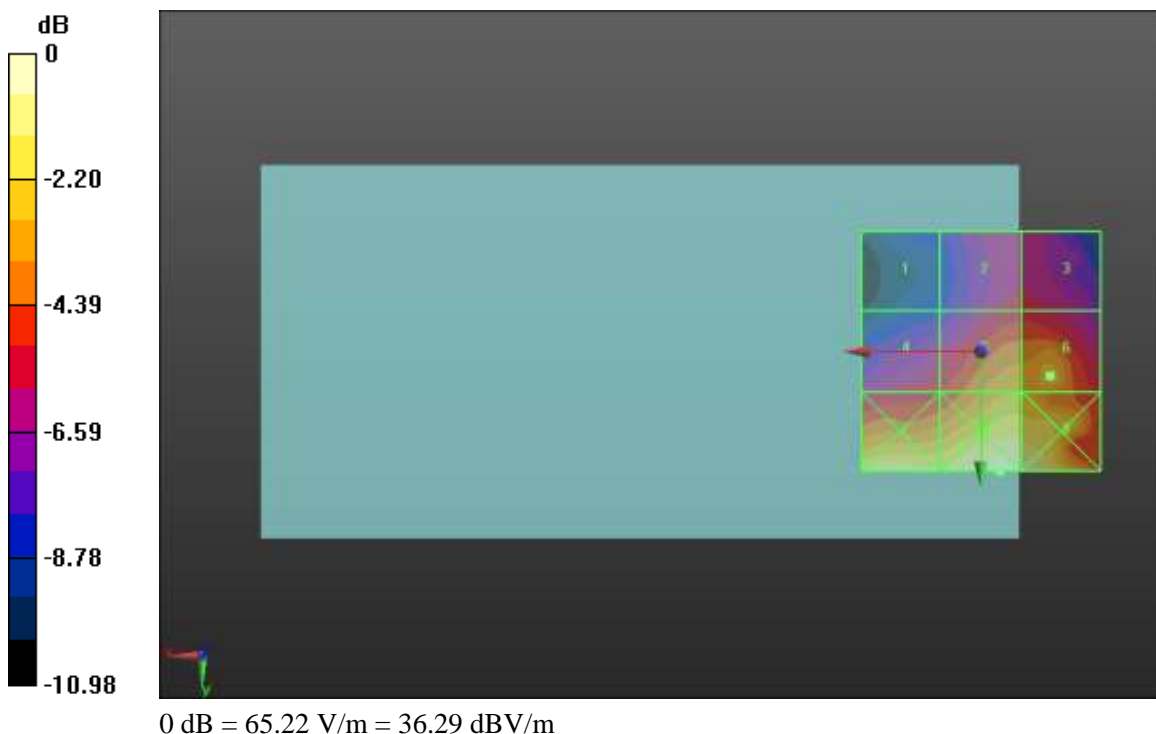 dB
0
-2.20
-4.39
-6.59
-8.78
-10.98
1 2 3
4 6
0 dB = 65.22 V/m = 36.29 dBV/m